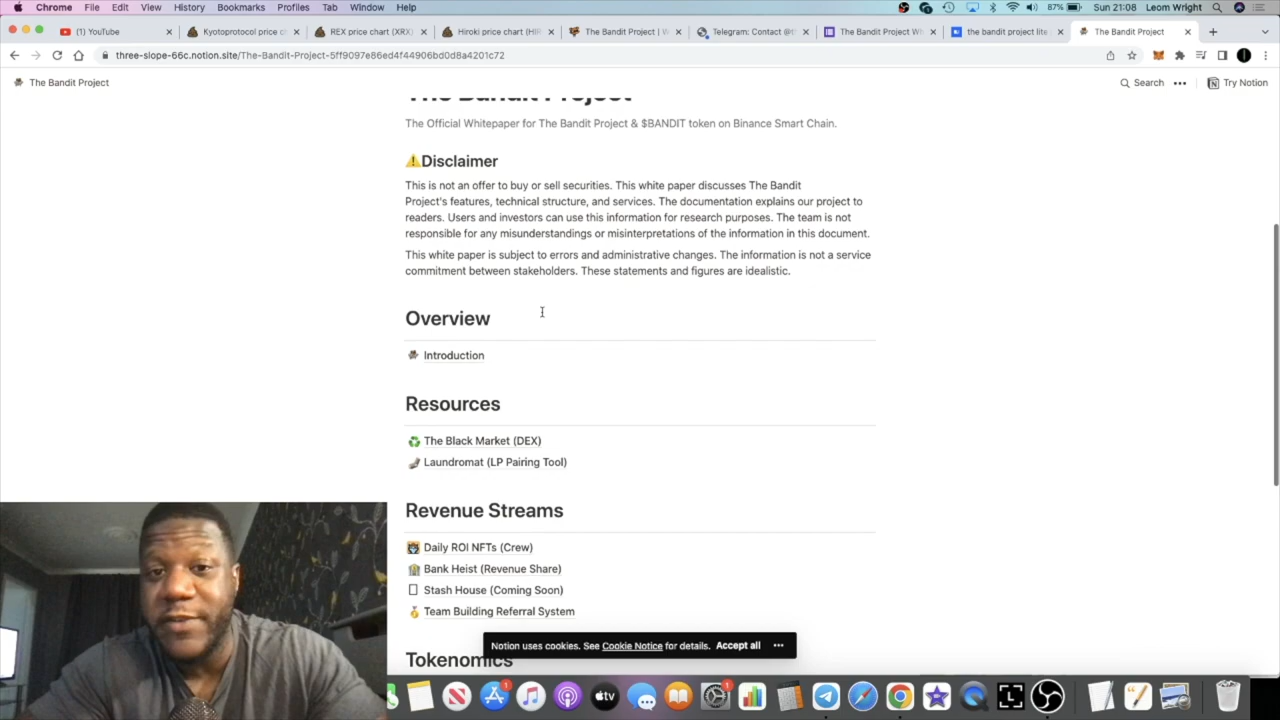 Chrome File Edit View History Bookmarks Profiles Tab Window Help 87% Sun 21:08 Leom Wright
(1) YouTube
Kyotoprotocol price c
REX price chart (XRX)
Hiroki price chart (HIR
The Bandit Project | W
Telegram: Contact @t
The Bandit Project Wh
the bandit project lite
The Bandit Project
three-slope-66c.notion.site/The-Bandit-Project-5ff9097e86ed4f44906bd0d8a4201c72
The Bandit Project Search Try Notion
The Bandit Project
The Official Whitepaper for The Bandit Project & $BANDIT token on Binance Smart Chain.
⚠️Disclaimer
This is not an offer to buy or sell securities. This white paper discusses The Bandit
Project's features, technical structure, and services. The documentation explains our project to
readers. Users and investors can use this information for research purposes. The team is not
responsible for any misunderstandings or misinterpretations of the information in this document.
This white paper is subject to errors and administrative changes. The information is not a service
commitment between stakeholders. These statements and figures are idealistic.
Overview
Introduction
Resources
The Black Market (DEX)
Laundromat (LP Pairing Tool)
Revenue Streams
Daily ROI NFTs (Crew)
Bank Heist (Revenue Share)
Stash House (Coming Soon)
Team Building Referral System
Notion uses cookies. See Cookie Notice for details. Accept all
Tokenomics
1
tv
1